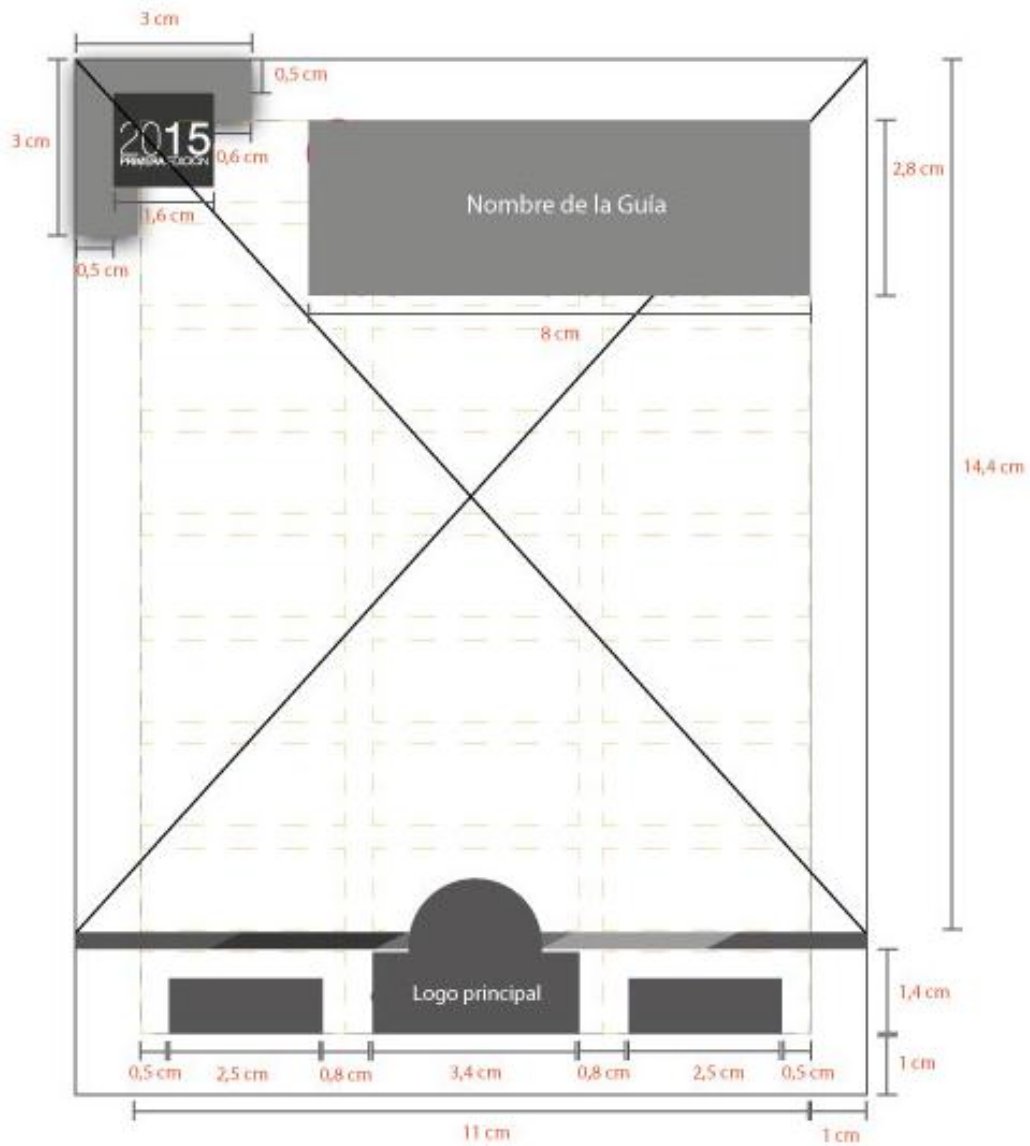 3 cm
0,5 cm
3 cm
2015
PRIMERA EDICIÓN
0,6 cm
1,6 cm
0,5 cm
Nombre de la Guía
2,8 cm
8 cm
14,4 cm
Logo principal
1,4 cm
0,5 cm
2,5 cm
0,8 cm
3,4 cm
0,8 cm
2,5 cm
0,5 cm
1 cm
11 cm
1 cm